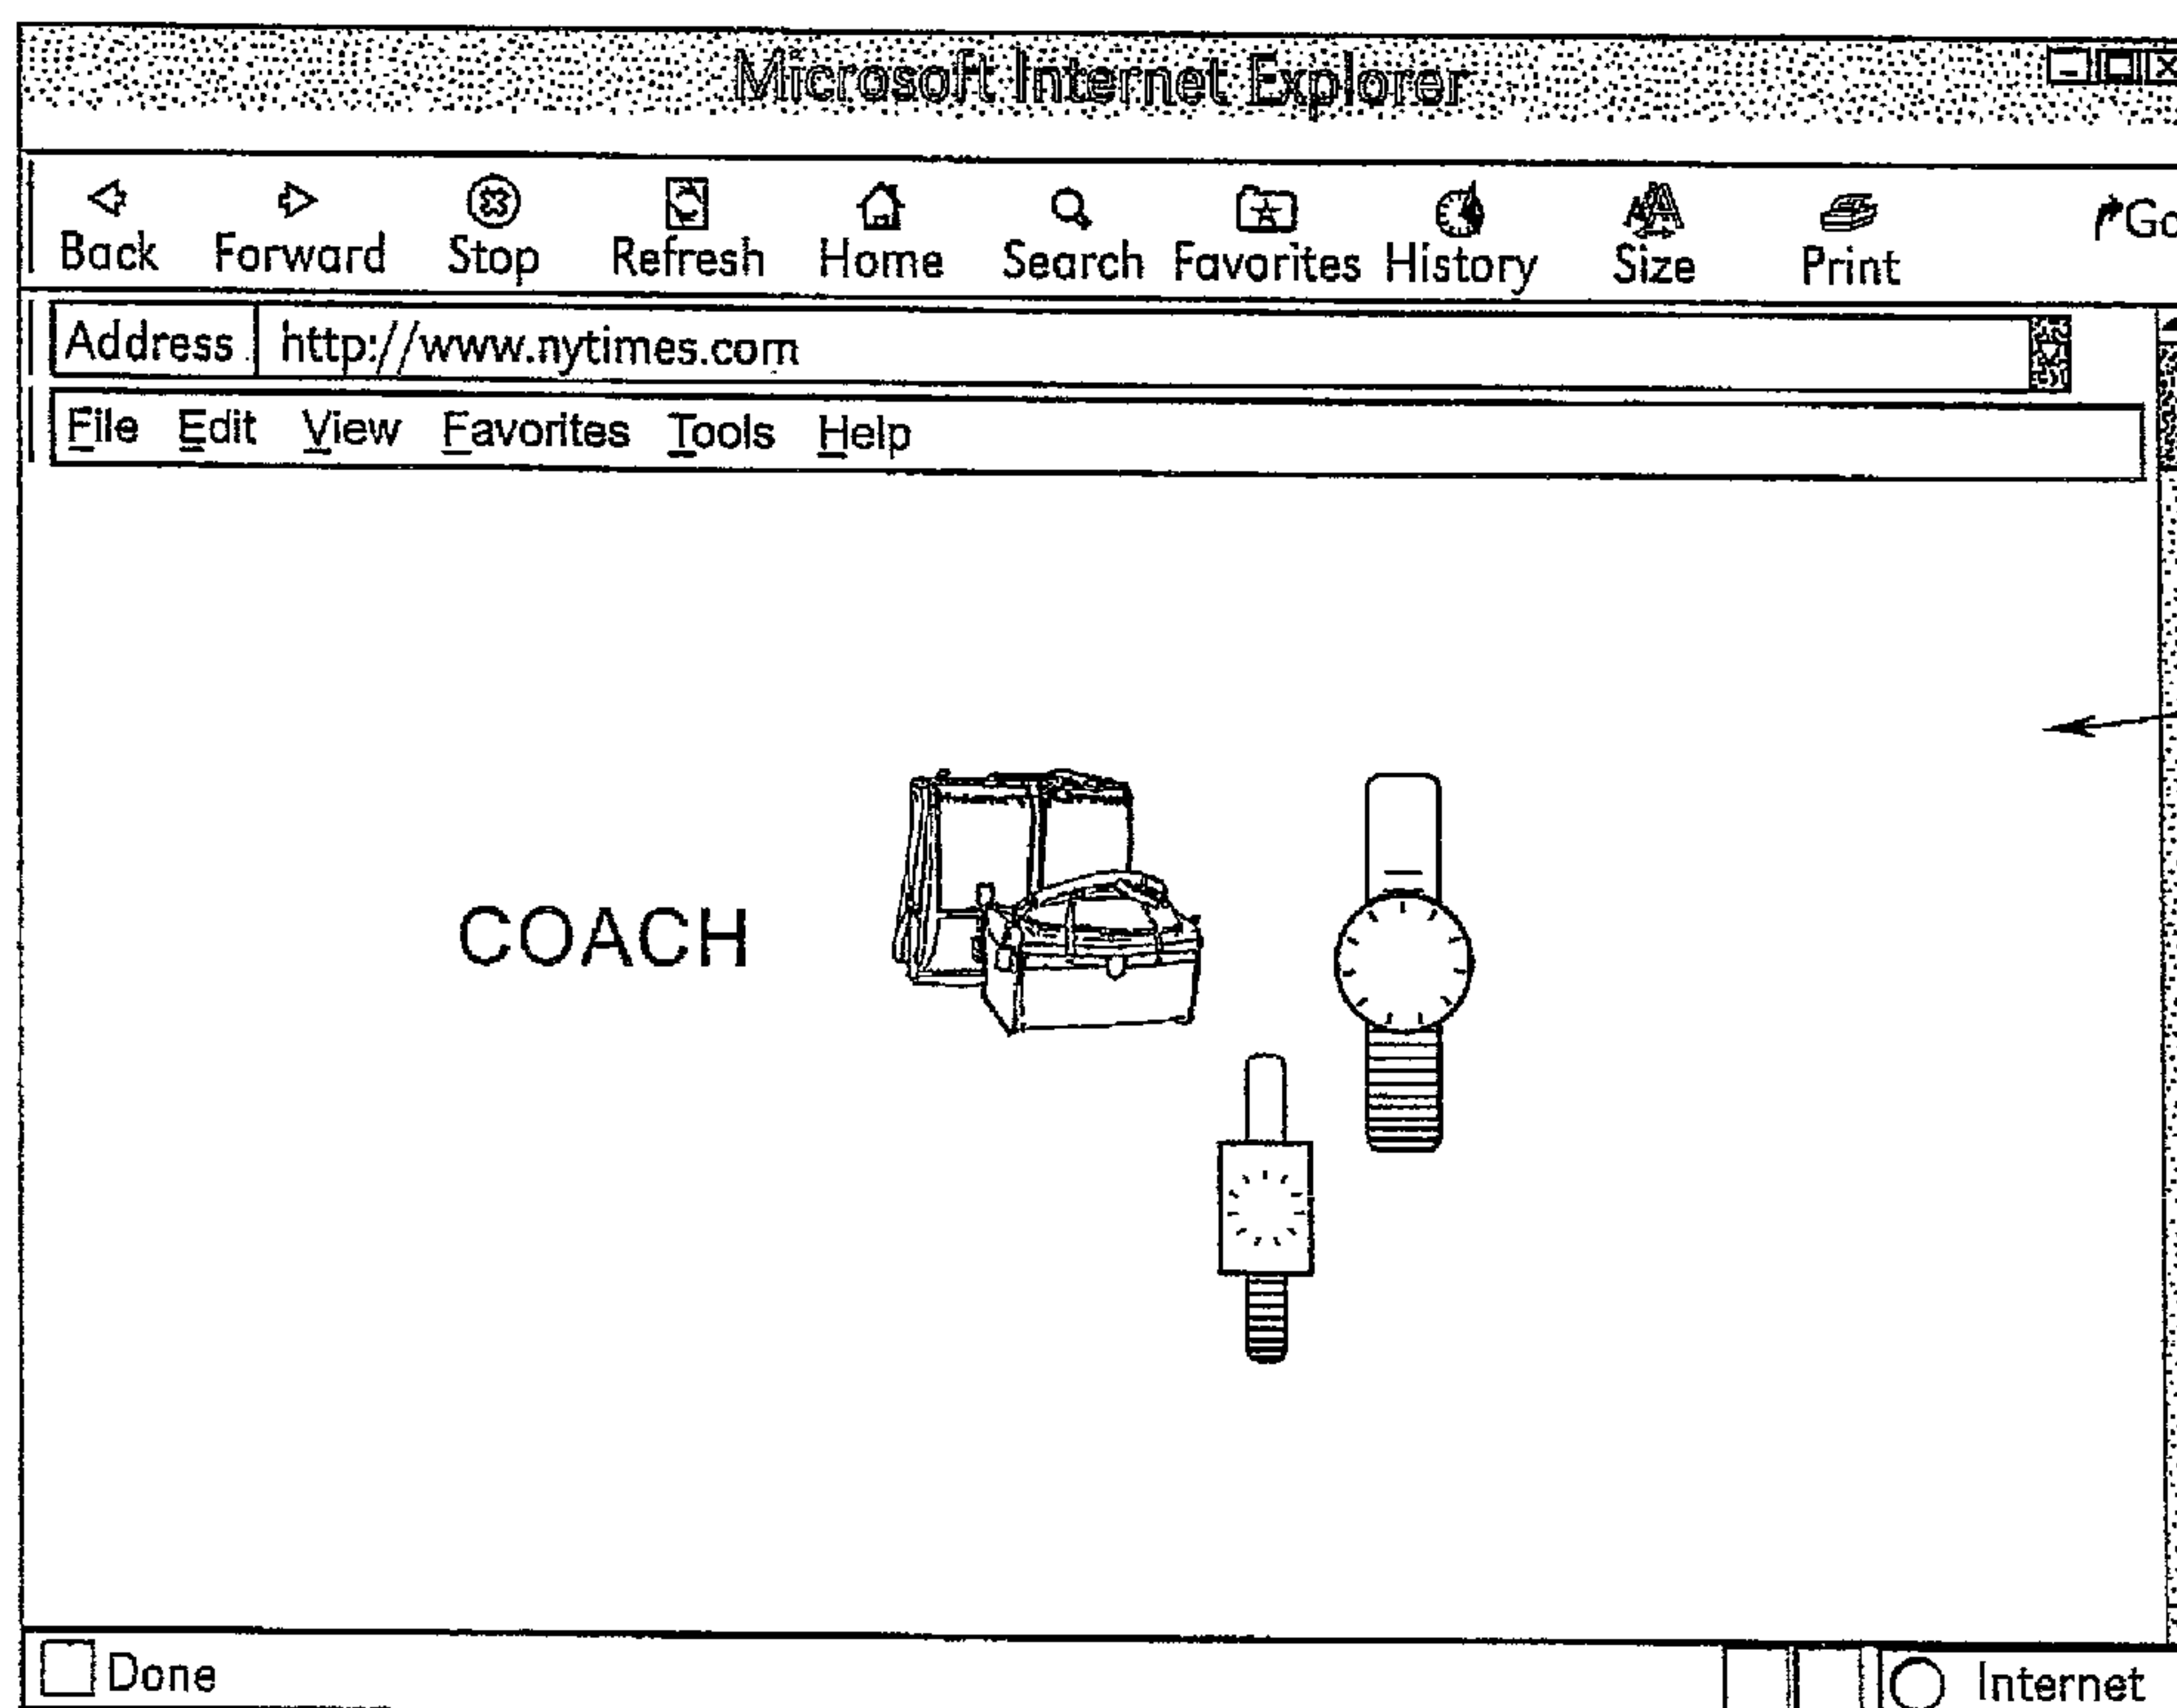 Microsoft Internet Explorer
Back Forward Stop Refresh Home Search Favorites History Size Print Go
Address http://www.nytimes.com
File Edit View Favorites Tools Help
COACH
Done Internet